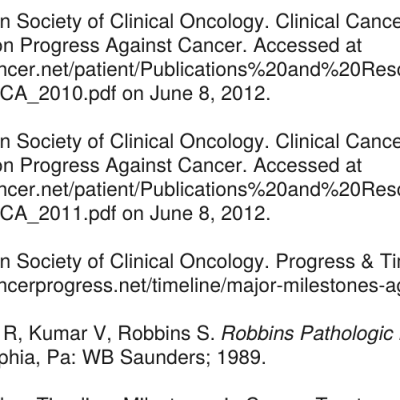 n Society of Clinical Oncology. Clinical Cance
on Progress Against Cancer. Accessed at
ncer.net/patient/Publications%20and%20Reso
CA_2010.pdf on June 8, 2012.
n Society of Clinical Oncology. Clinical Cance
on Progress Against Cancer. Accessed at
ncer.net/patient/Publications%20and%20Reso
CA_2011.pdf on June 8, 2012.
n Society of Clinical Oncology. Progress & Ti
ncerprogress.net/timeline/major-milestones-ag
R, Kumar V, Robbins S. Robbins Pathologic
phia, Pa: WB Saunders; 1989.